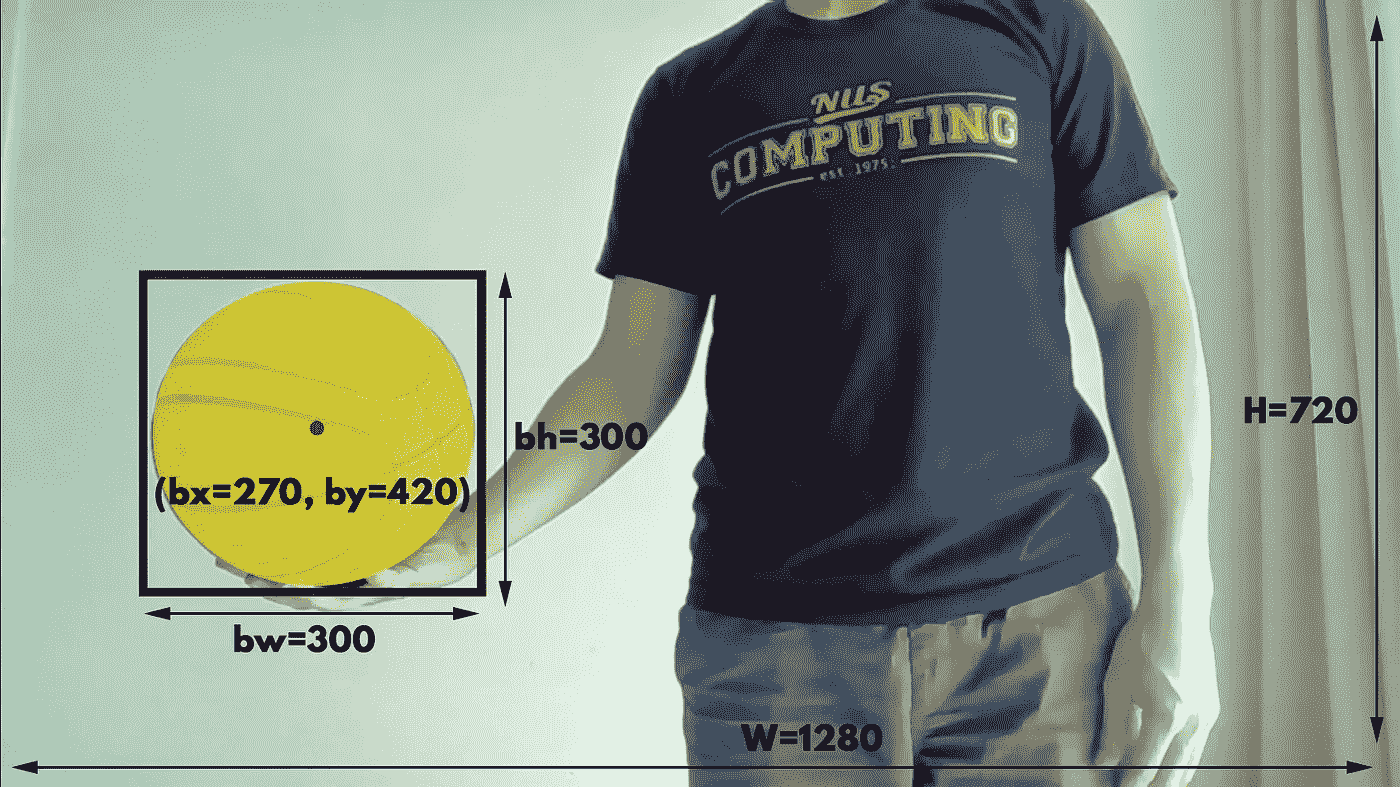 NUS
COMPUTING
est 1975.
H=720
bh=300
(bx=270, by=420)
bw=300
W=1280